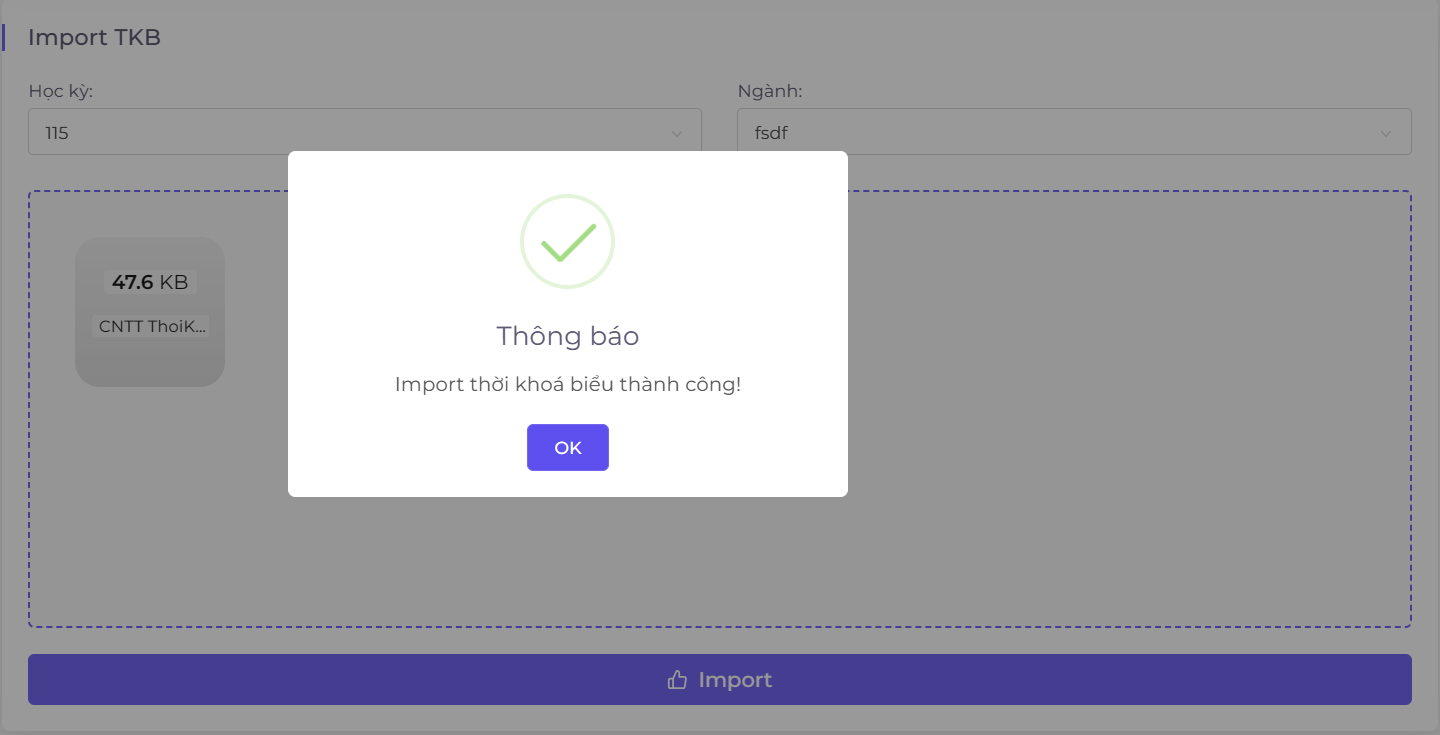 Import TKB
Học kỳ:
Ngành:
115
fsdf
47.6 KB
CNTT ThoiK...
Thông báo
Import thời khoá biểu thành công!
OK
Import